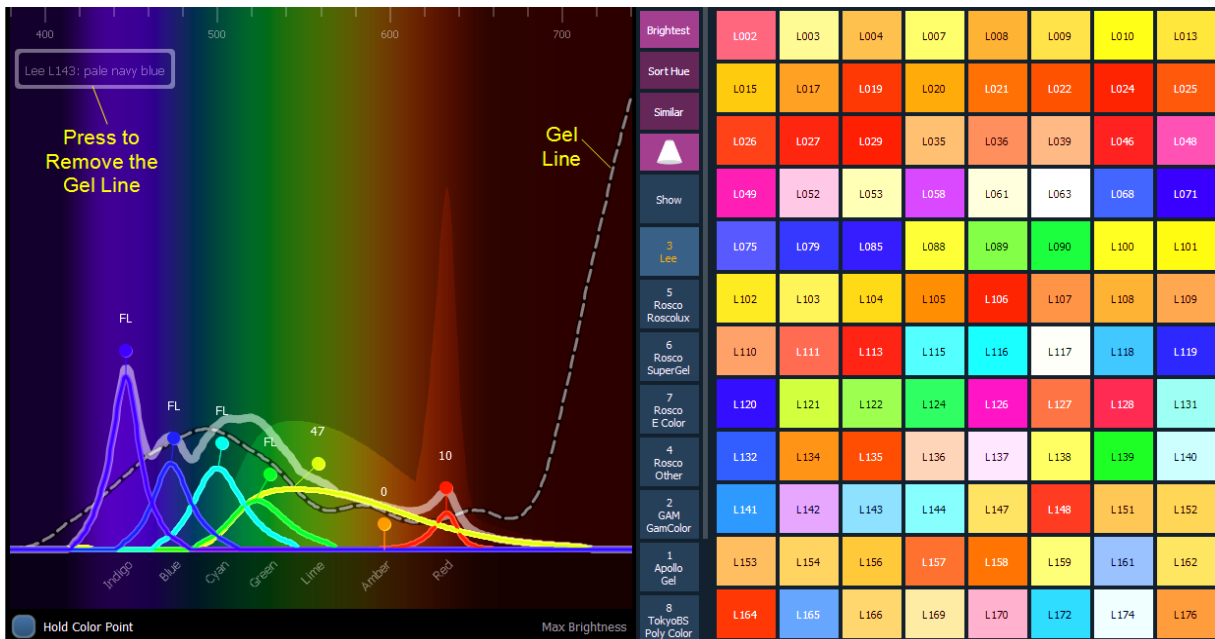 400 500 600 700
Lee L143: pale navy blue
Press to
Remove the
Gel Line
Gel
Line
FL
FL
FL
FL
47
0
10
Indigo
Blue
Cyan
Green
Lime
Amber
Red
Hold Color Point
Max Brightness
Brightest
Sort Hue
Similar
Show
3
Lee
5
Rosco
Roscolux
6
Rosco
SuperGel
7
Rosco
E Color
4
Rosco
Other
2
GAM
GamColor
1
Apollo
Gel
8
TokyoBS
Poly Color
L002 L003 L004 L007 L008 L009 L010 L013
L015 L017 L019 L020 L021 L022 L024 L025
L026 L027 L029 L035 L036 L039 L046 L048
L049 L052 L053 L058 L061 L063 L068 L071
L075 L079 L085 L088 L089 L090 L100 L101
L102 L103 L104 L105 L106 L107 L108 L109
L110 L111 L113 L115 L116 L117 L118 L119
L120 L121 L122 L124 L126 L127 L128 L131
L132 L134 L135 L136 L137 L138 L139 L140
L141 L142 L143 L144 L147 L148 L151 L152
L153 L154 L156 L157 L158 L159 L161 L162
L164 L165 L166 L169 L170 L172 L174 L176